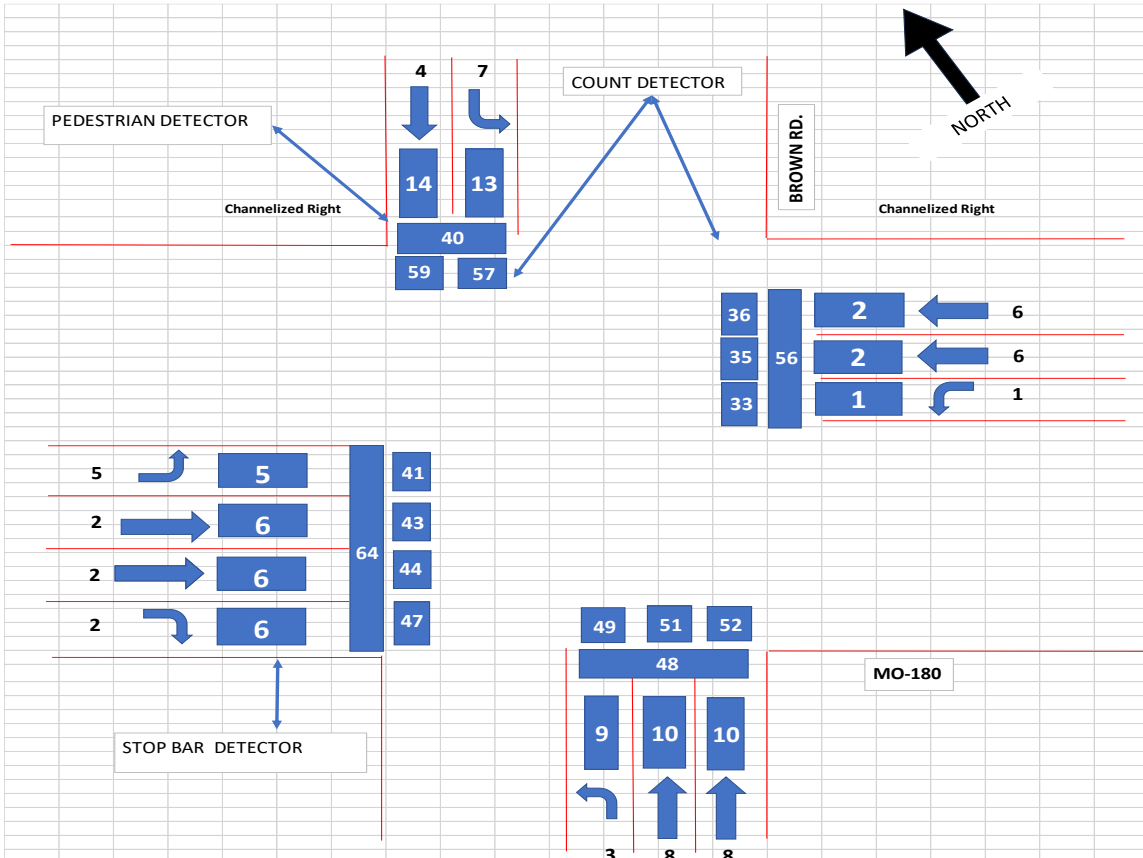 4 7
COUNT DETECTOR
NORTH
PEDESTRIAN DETECTOR
BROWN RD.
14 13
Channelized Right
Channelized Right
40
59 57
36 2 6
35 56 2 6
33 1 1
5 5 41
2 6 43
64
2 6 44
2 6 47
49 51 52
48
MO-180
9 10 10
STOP BAR DETECTOR
3 8 8